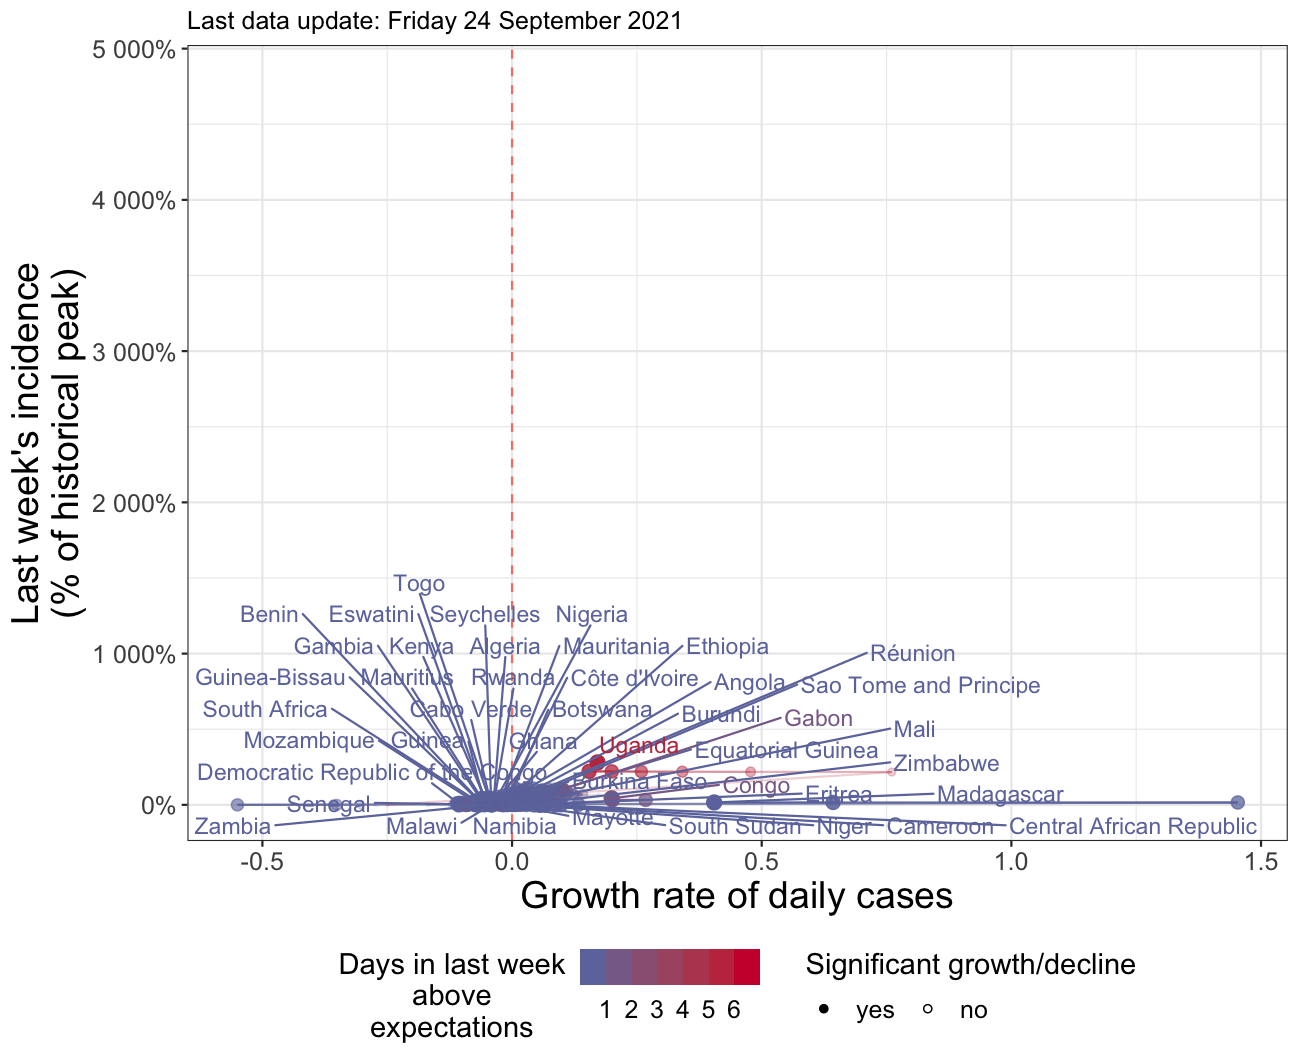 Last data update: Friday 24 September 2021
Last week's incidence
(% of historical peak)
5 000%
4 000%
3 000%
2 000%
1 000%
0%
Togo
Benin
Eswatini
Seychelles
Nigeria
Gambia
Kenya
Algeria
Mauritania
Ethiopia
Réunion
Guinea-Bissau
Mauritius
Rwanda
Côte d'Ivoire
Angola
Sao Tome and Principe
South Africa
Cabo Verde
Botswana
Burundi
Gabon
Mali
Mozambique
Guinea
Ghana
Uganda
Equatorial Guinea
Zimbabwe
Democratic Republic of the Congo
Burkina Faso
Congo
Eritrea
Madagascar
Senegal
Mayotte
Zambia
Malawi
Namibia
South Sudan
Niger
Cameroon
Central African Republic
-0.5
0.0
0.5
1.0
1.5
Growth rate of daily cases
Days in last week
above
expectations
1 2 3 4 5 6
Significant growth/decline
yes
no